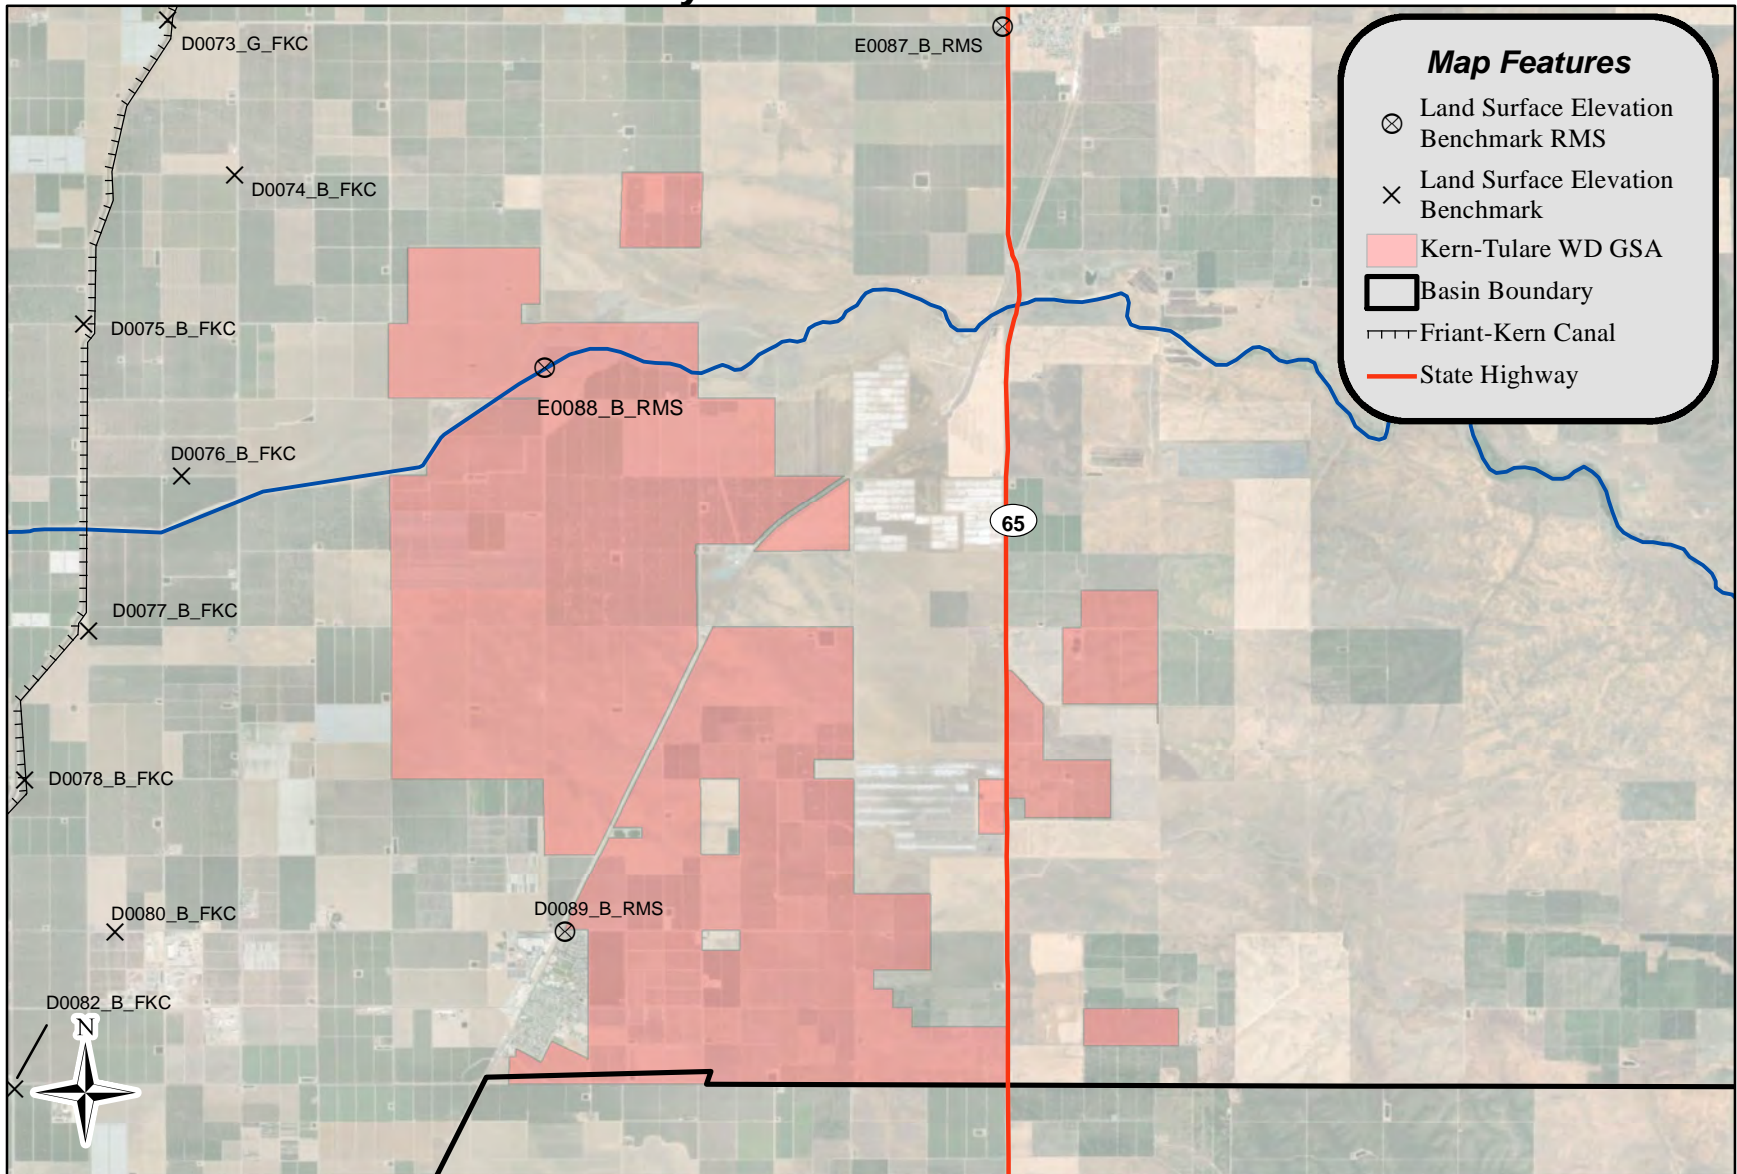 y
D0073_G_FKC
E0087_B_RMS
D0074_B_FKC
D0075_B_FKC
E0088_B_RMS
D0076_B_FKC
65
D0077_B_FKC
D0078_B_FKC
D0089_B_RMS
D0080_B_FKC
D0082_B_FKC
N
Map Features
Land Surface Elevation
Benchmark RMS
Land Surface Elevation
Benchmark
Kern-Tulare WD GSA
Basin Boundary
Friant-Kern Canal
State Highway